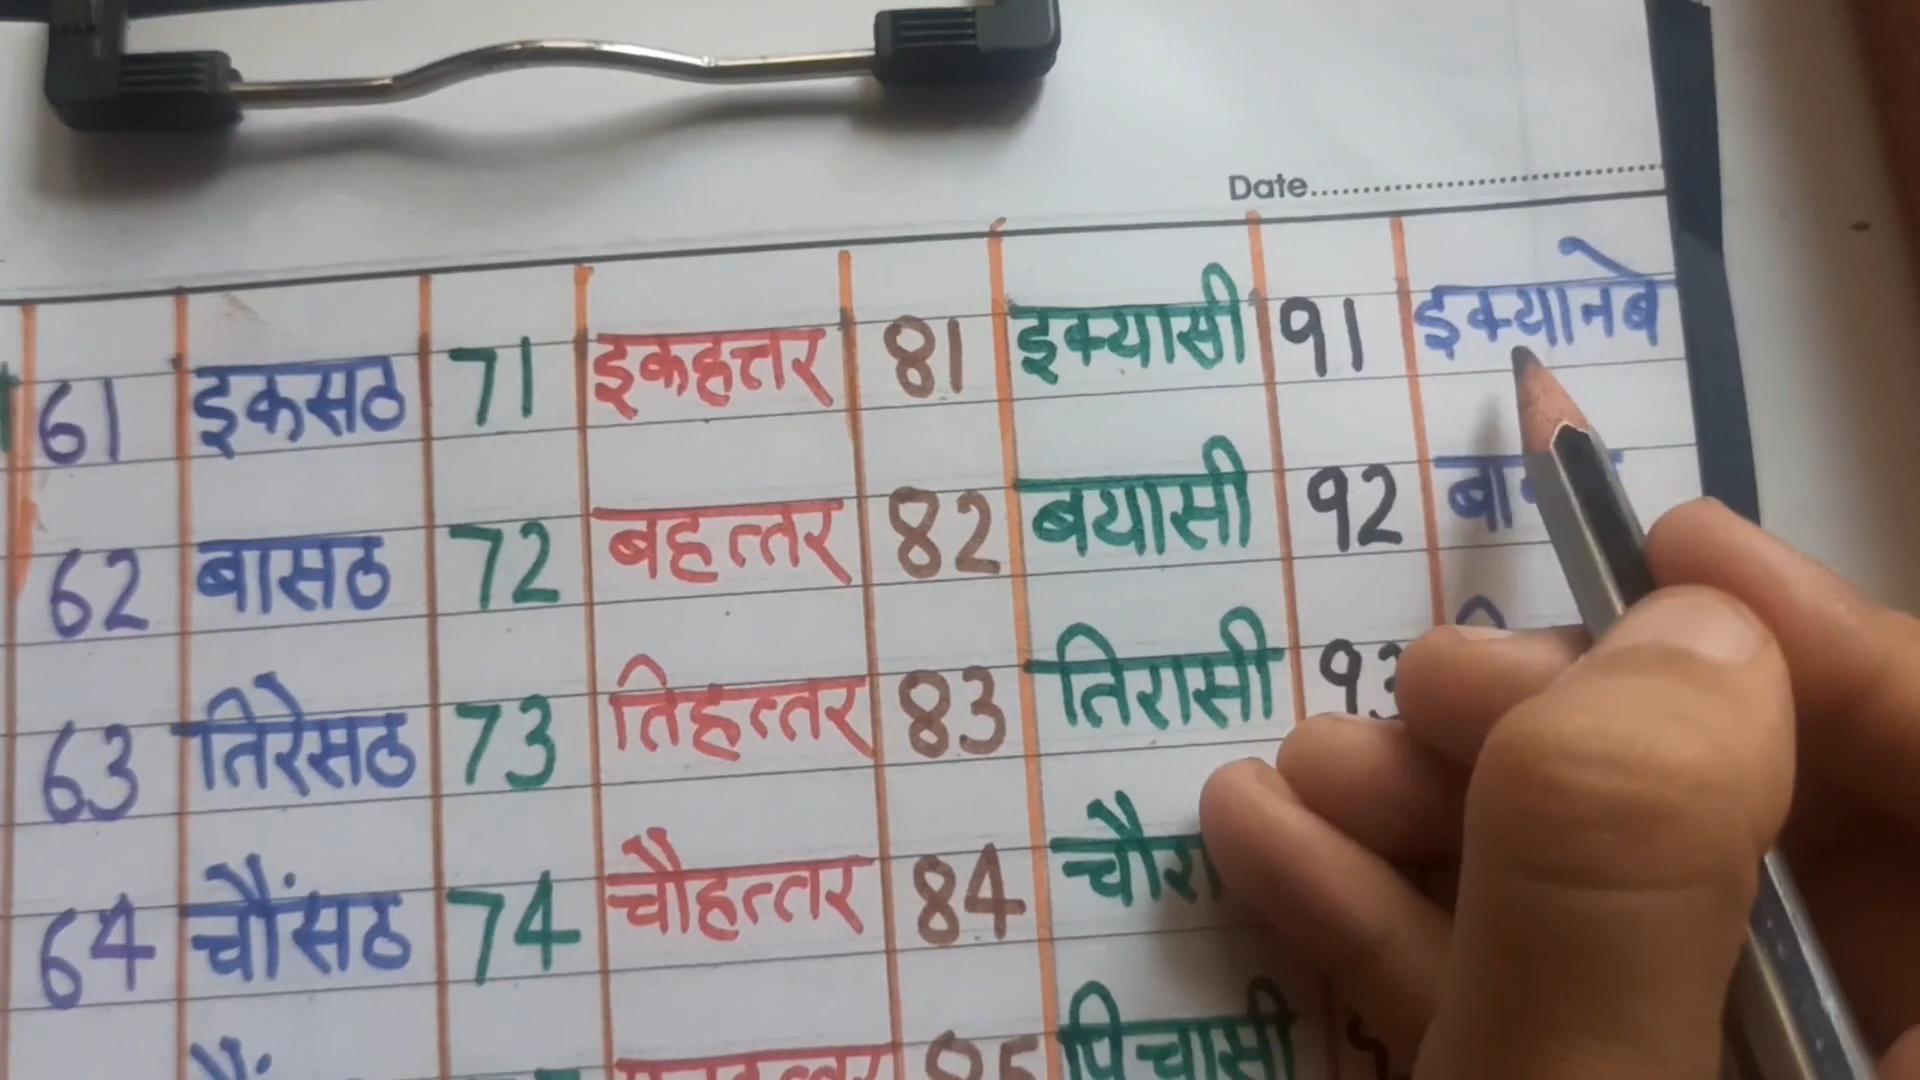 Date
61 इकसठ 71 इकहत्तर 81 इक्यासी 91 इक्यानबे
62 बासठ 72 बहत्तर 82 बयासी 92
63 तिरेसठ 73 तिहत्तर 83 तिरासी 93
64 चौंसठ 74 चौहत्तर 84
पिचासी